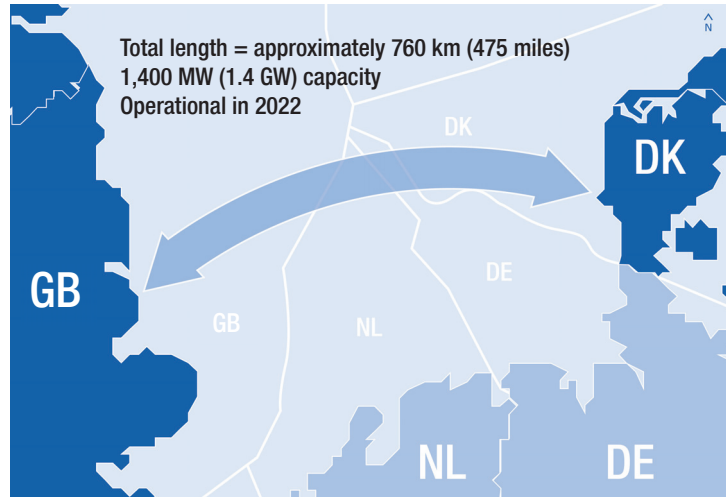 Total length = approximately 760 km (475 miles)
1,400 MW (1.4 GW) capacity
Operational in 2022
N
DK
DK
GB
DE
GB
NL
NL
DE